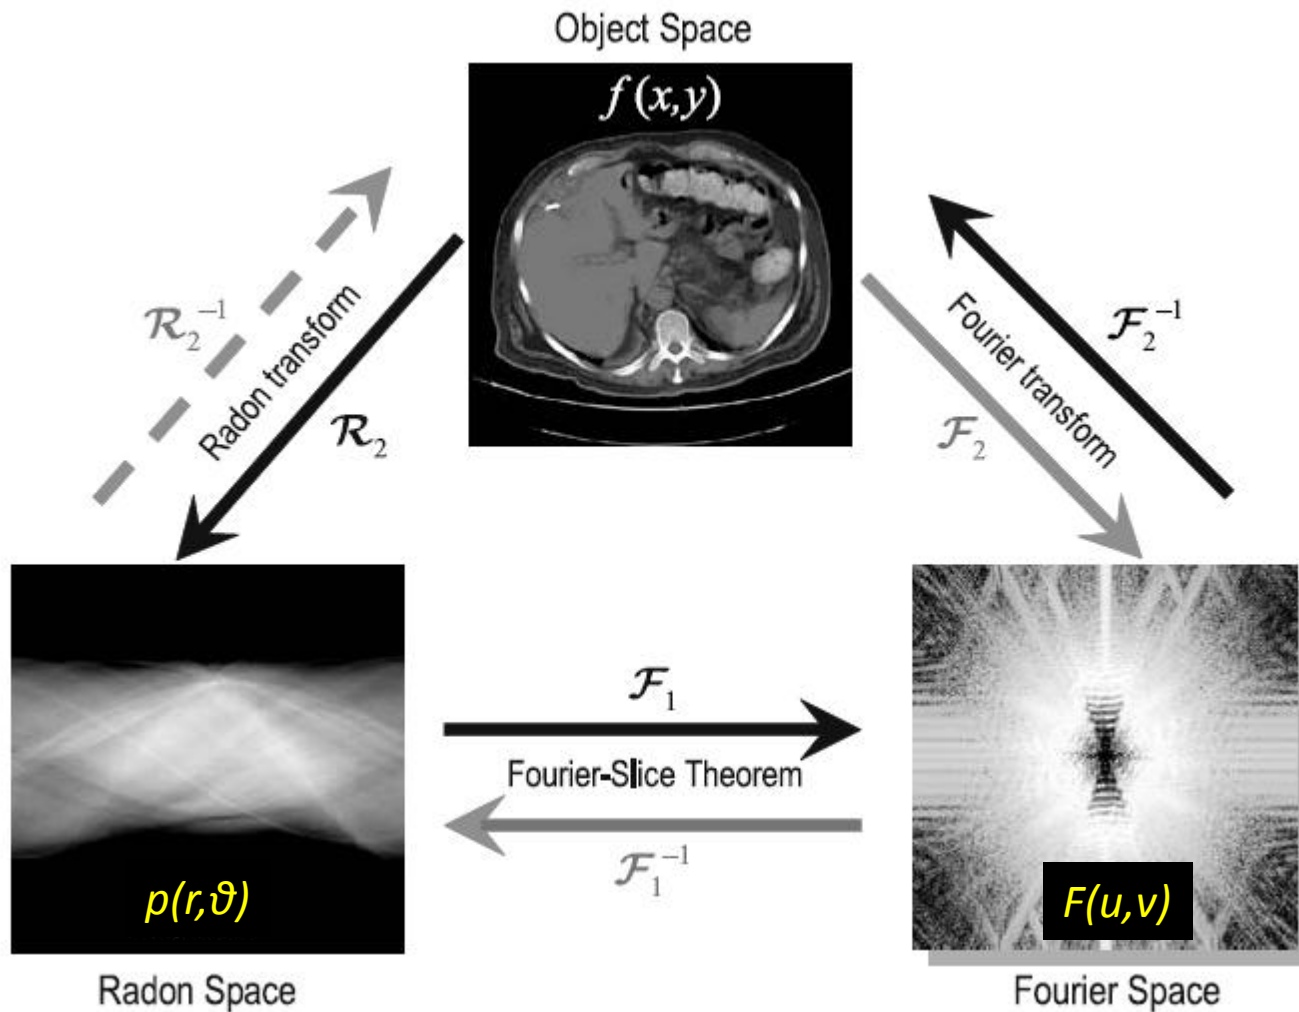 Object Space
f(x,y)
ℛ₂⁻¹
Radon transform
ℛ₂
ℱ₂⁻¹
Fourier transform
ℱ₂
ℱ₁
Fourier-Slice Theorem
ℱ₁⁻¹
p(r,ϑ)
F(u,v)
Radon Space
Fourier Space